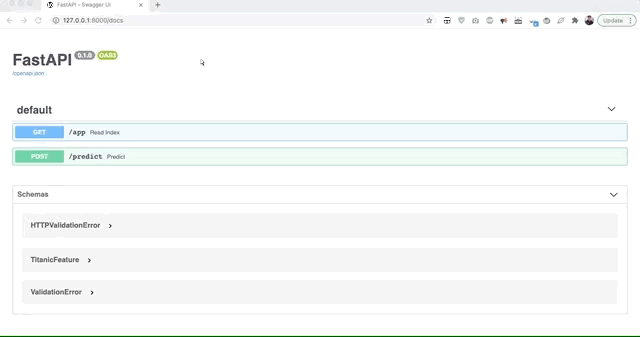 FastAPI - Swagger UI
127.0.0.1:8000/docs
Update
FastAPI 0.1.0 OAS3
/openapi.json
default
GET /app Read Index
POST /predict Predict
Schemas
HTTPValidationError
TitanicFeature
ValidationError